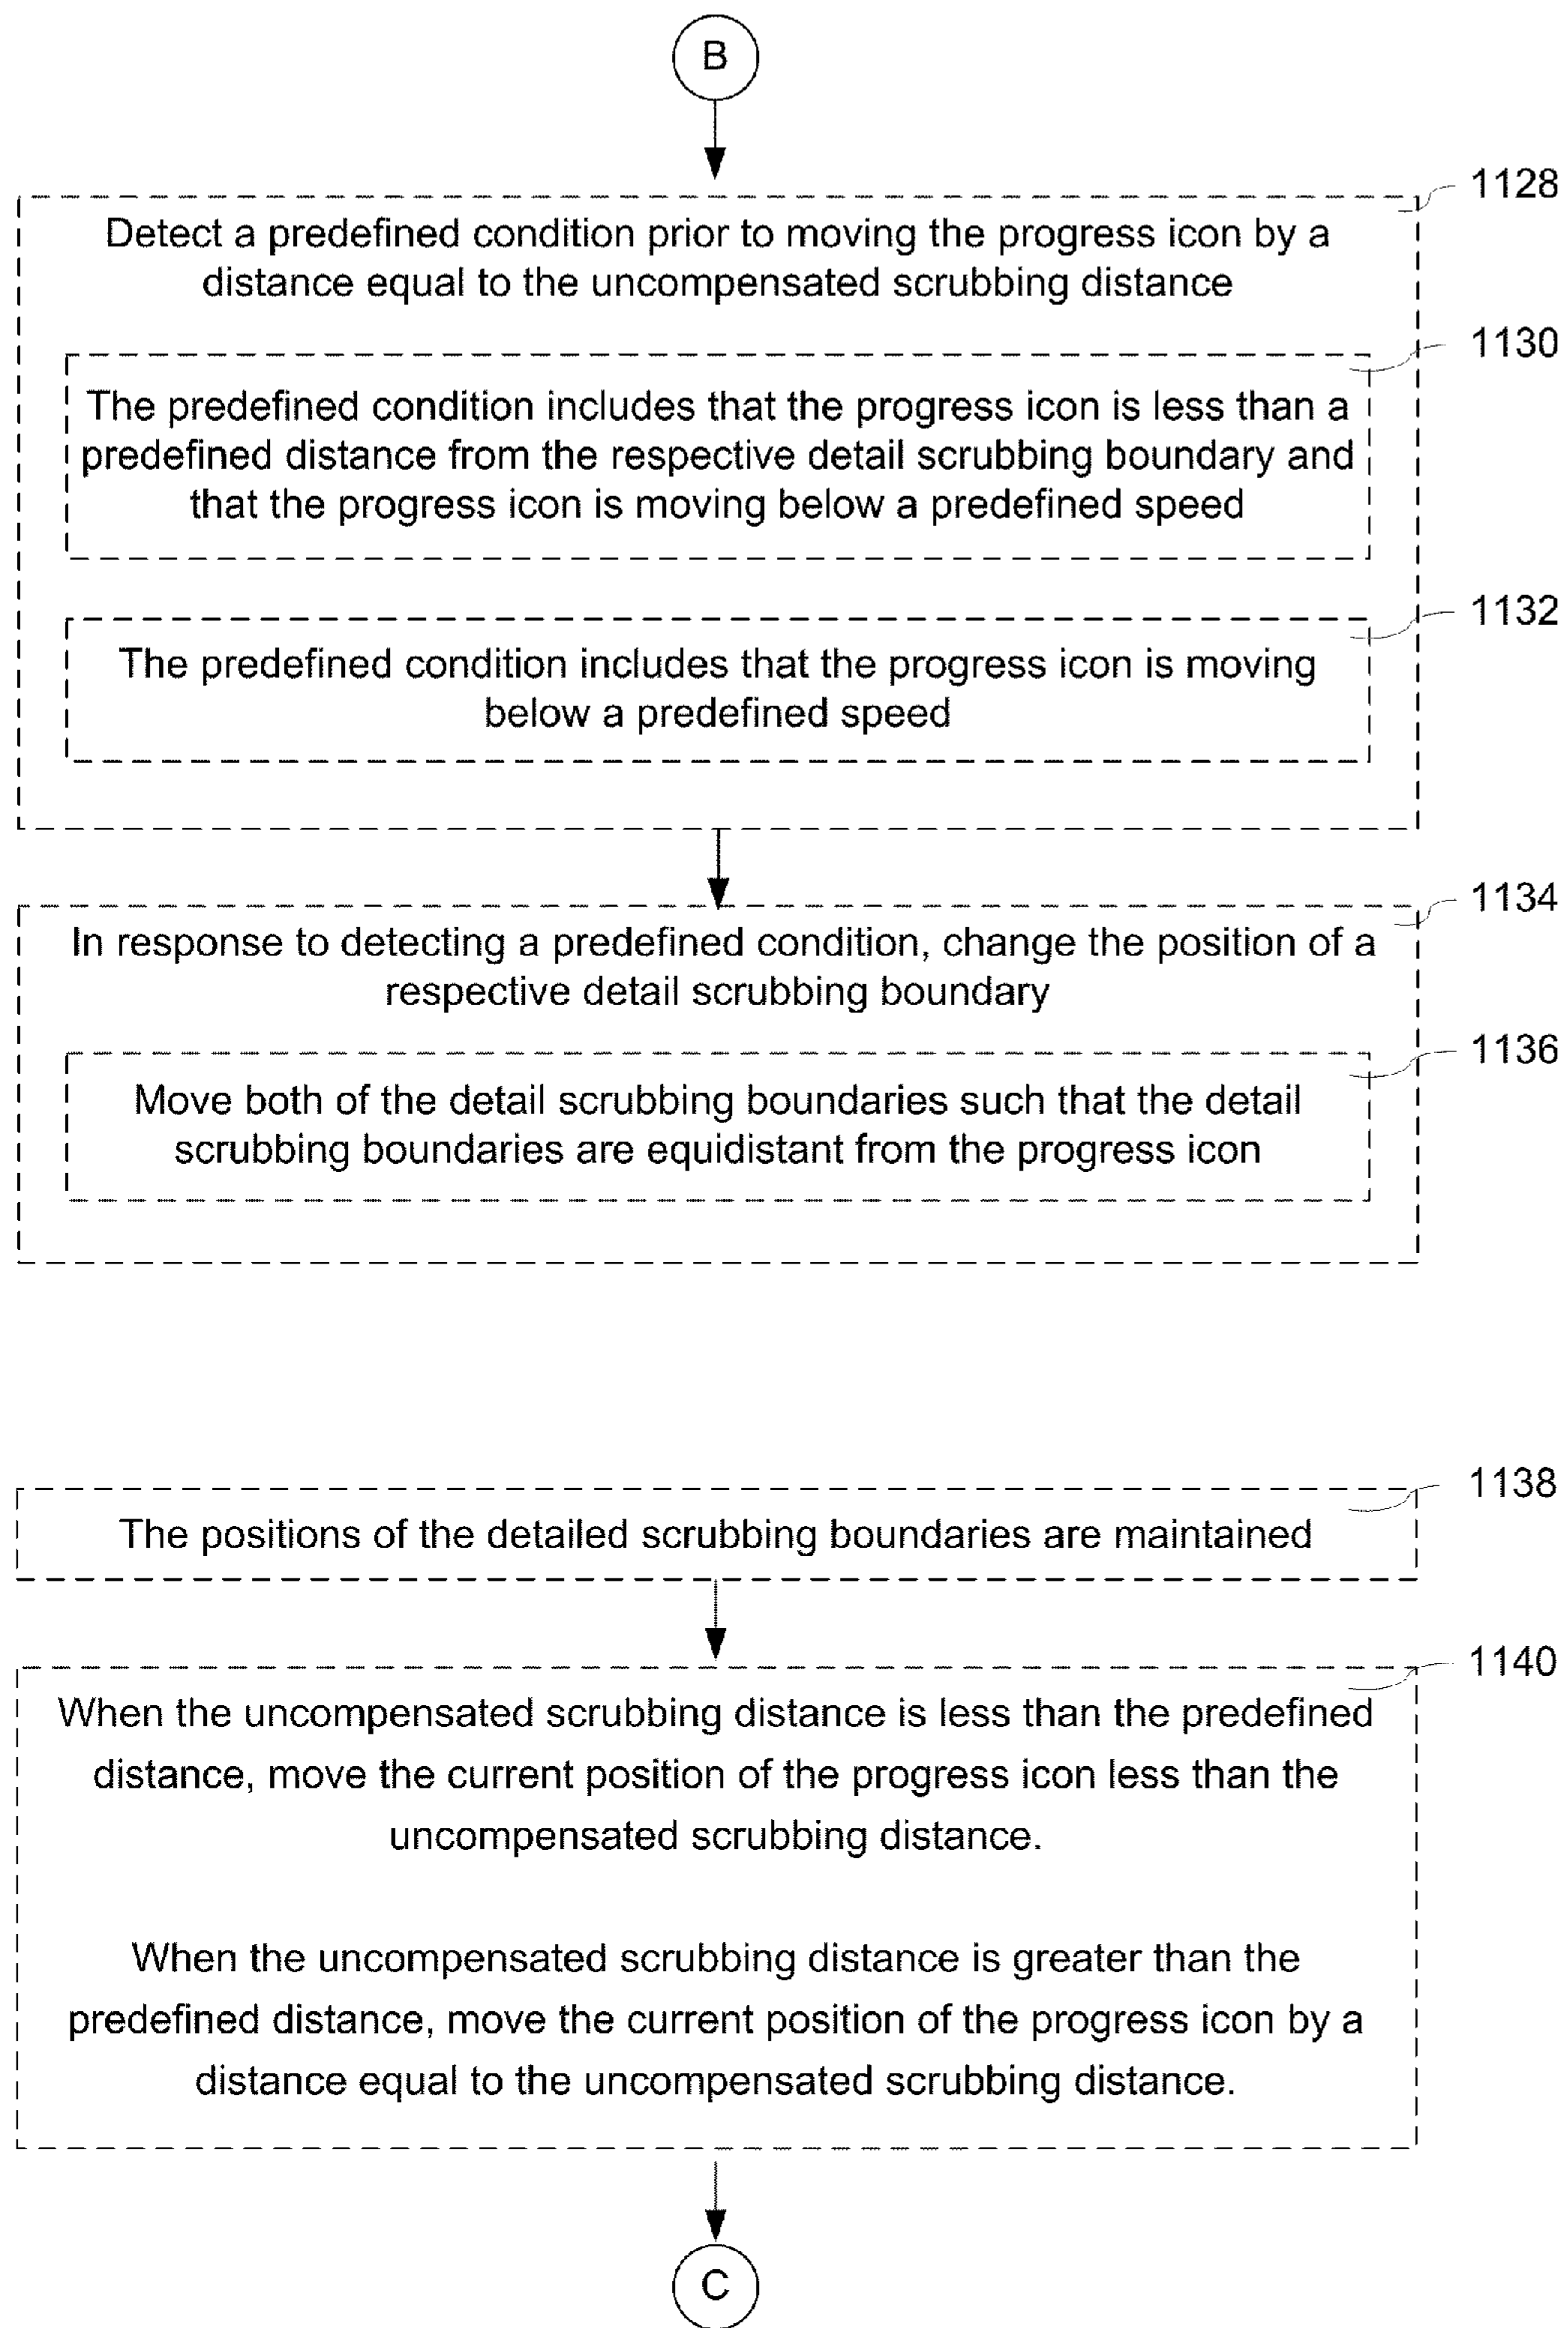 B
1128
Detect a predefined condition prior to moving the progress icon by a
distance equal to the uncompensated scrubbing distance
1130
The predefined condition includes that the progress icon is less than a
predefined distance from the respective detail scrubbing boundary and
that the progress icon is moving below a predefined speed
1132
The predefined condition includes that the progress icon is moving
below a predefined speed
1134
In response to detecting a predefined condition, change the position of a
respective detail scrubbing boundary
1136
Move both of the detail scrubbing boundaries such that the detail
scrubbing boundaries are equidistant from the progress icon
1138
The positions of the detailed scrubbing boundaries are maintained
1140
When the uncompensated scrubbing distance is less than the predefined
distance, move the current position of the progress icon less than the
uncompensated scrubbing distance.
When the uncompensated scrubbing distance is greater than the
predefined distance, move the current position of the progress icon by a
distance equal to the uncompensated scrubbing distance.
C